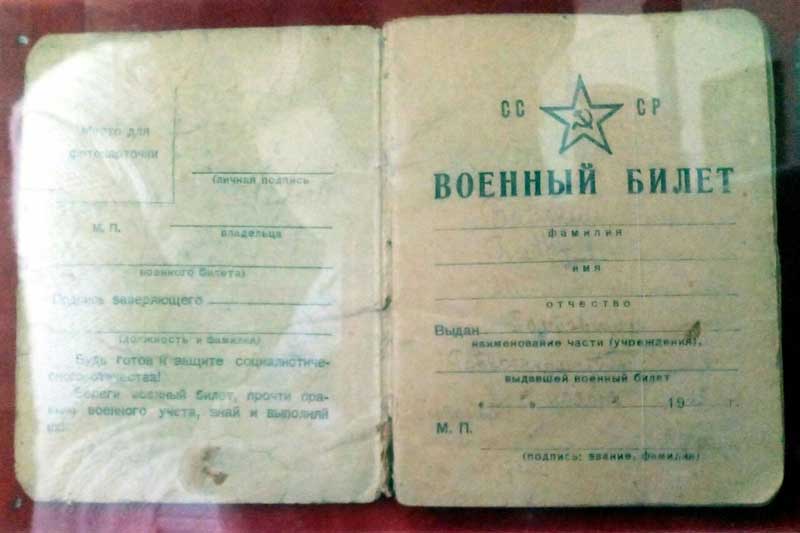 Место для
фотокарточки
(личная подпись
М. П.
владельца
военного билета)
Подпись заверяющего
(должность и фамилия)
Будь готов к защите социалистиче-
ского отечества!
Береги военный билет, прочти пра-
вила военного учета, знай и выполняй
их!
СС СР
ВОЕННЫЙ БИЛЕТ
фамилия
имя
отчество
Выдан
наименование части (учреждения),
выдавшей военный билет
" " 19 г.
М. П.
(подпись: звание, фамилия)